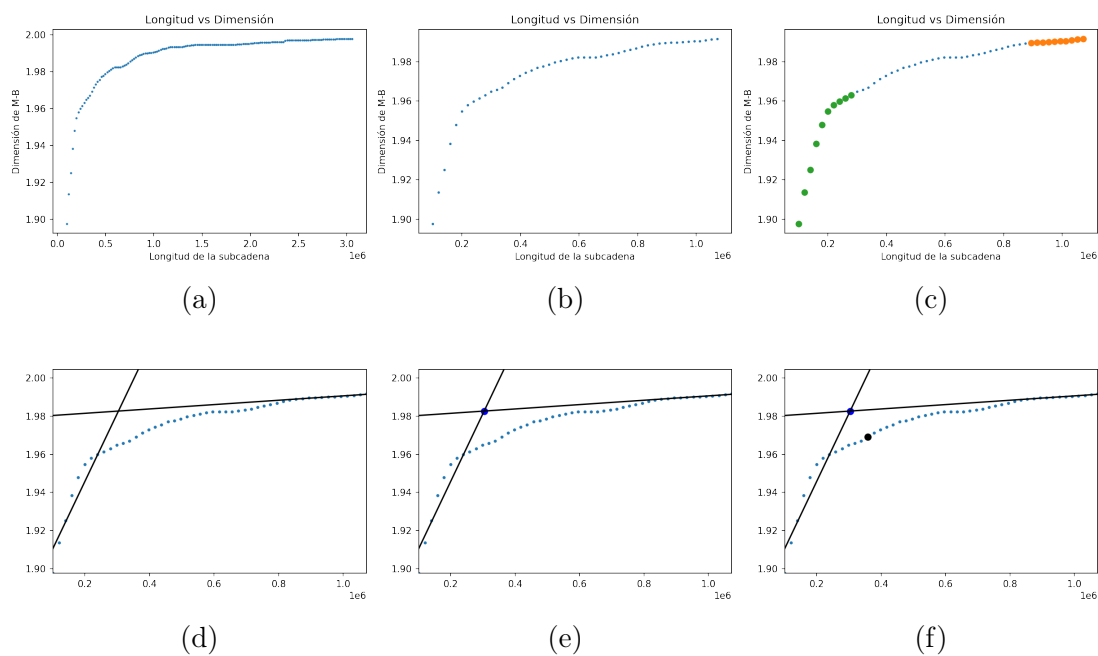 Longitud vs Dimensión
Dimensión de M-B
2.00
1.98
1.96
1.94
1.92
1.90
0.0 0.5 1.0 1.5 2.0 2.5 3.0
Longitud de la subcadena
1e6
(a)
Longitud vs Dimensión
Dimensión de M-B
1.98
1.96
1.94
1.92
1.90
0.2 0.4 0.6 0.8 1.0
Longitud de la subcadena
1e6
(b)
Longitud vs Dimensión
Dimensión de M-B
1.98
1.96
1.94
1.92
1.90
0.2 0.4 0.6 0.8 1.0
Longitud de la subcadena
1e6
(c)
2.00
1.98
1.96
1.94
1.92
1.90
0.2 0.4 0.6 0.8 1.0
1e6
(d)
2.00
1.98
1.96
1.94
1.92
1.90
0.2 0.4 0.6 0.8 1.0
1e6
(e)
2.00
1.98
1.96
1.94
1.92
1.90
0.2 0.4 0.6 0.8 1.0
1e6
(f)